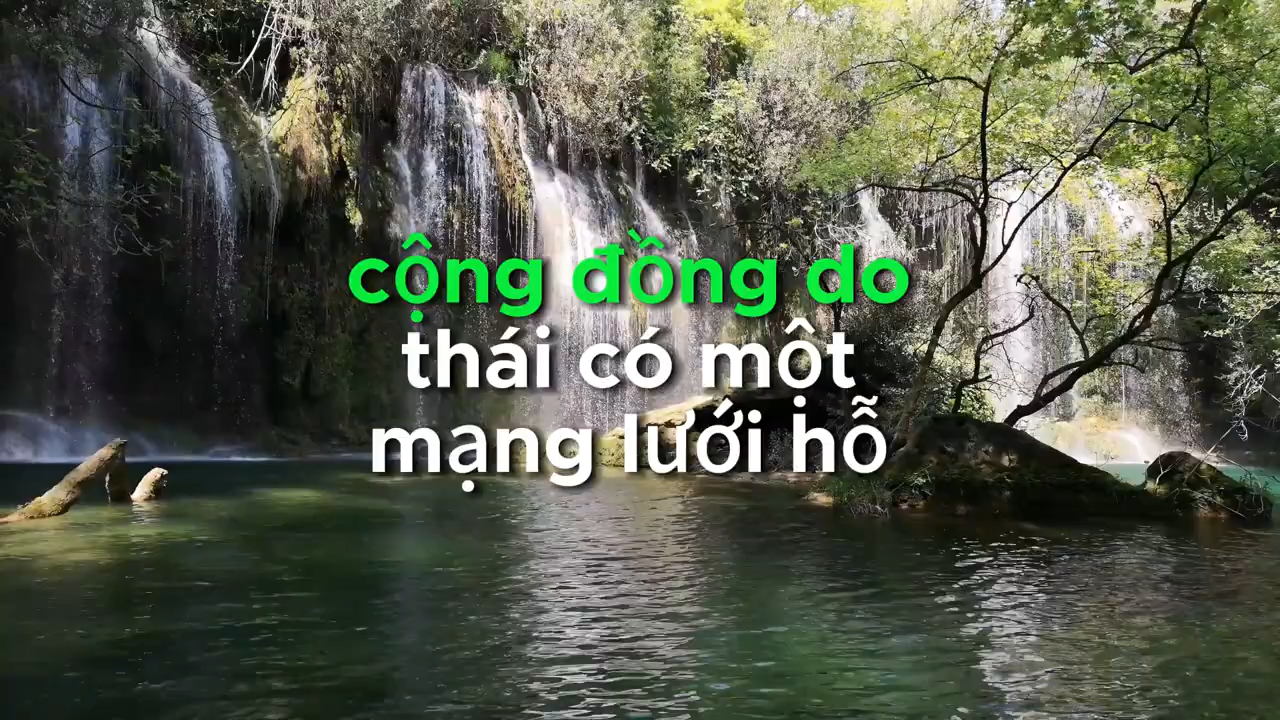 cộng đồng do
thái có một
mạng lưới hỗ